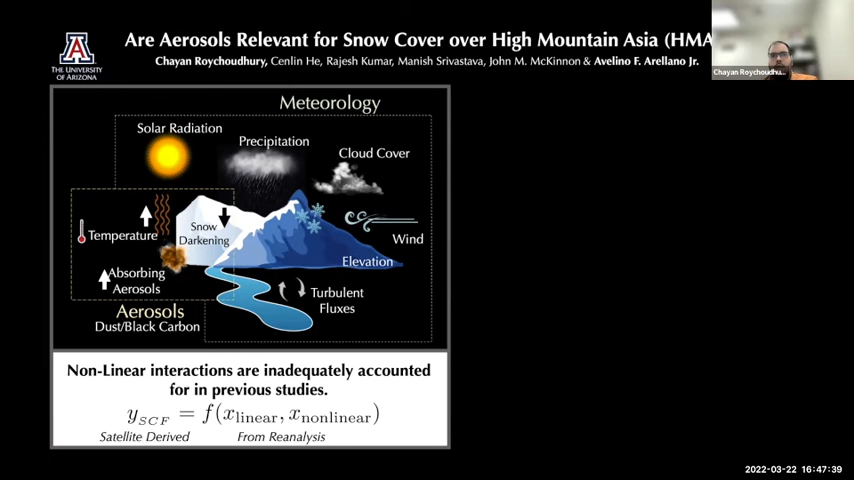 Are Aerosols Relevant for Snow Cover over High Mountain Asia (HMA
Chayan Roychoudhury, Cenlin He, Rajesh Kumar, Manish Srivastava, John M. McKinnon & Avelino F. Arellano Jr.
THE UNIVERSITY
OF ARIZONA
Chayan Roychoudhu...
Meteorology
Solar Radiation
Precipitation
Cloud Cover
Snow
Darkening
Temperature
Wind
Elevation
Absorbing
Aerosols
Turbulent
Fluxes
Aerosols
Dust/Black Carbon
Non-Linear interactions are inadequately accounted
for in previous studies.
y_SCF = f(x_linear, x_nonlinear)
Satellite Derived From Reanalysis
2022-03-22 16:47:39